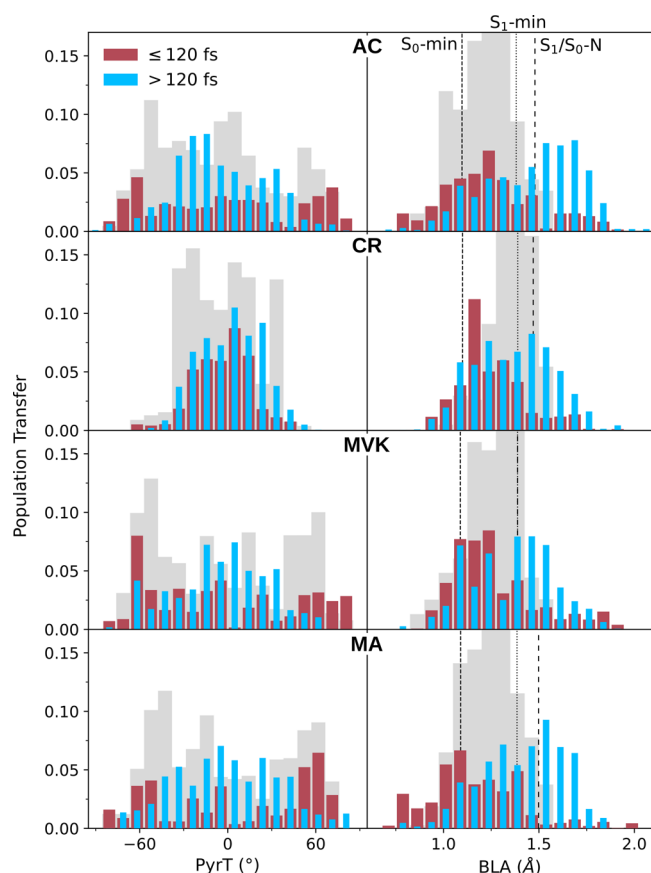 S₁-min
0.15
≤ 120 fs
> 120 fs
AC
S₀-min
S₁/S₀-N
0.10
0.05
0.00
CR
0.15
0.10
0.05
0.00
MVK
0.15
0.10
0.05
0.00
MA
0.15
0.10
0.05
0.00
Population Transfer
−60
0
60
1.0
1.5
2.0
PyrT (°)
BLA (Å)